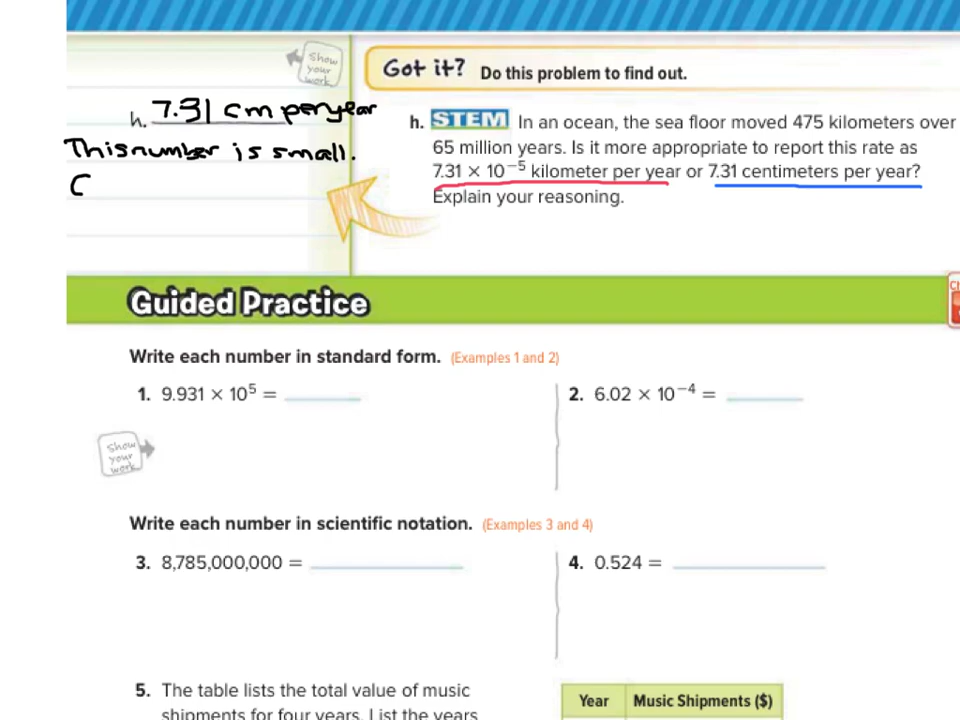 Show
your
work
Got it? Do this problem to find out.
h. 7.31 cm per year
This number is small.
C
h. STEM In an ocean, the sea floor moved 475 kilometers over
65 million years. Is it more appropriate to report this rate as
7.31 × 10⁻⁵ kilometer per year or 7.31 centimeters per year?
Explain your reasoning.
Guided Practice
Write each number in standard form. (Examples 1 and 2)
1. 9.931 × 10⁵ =
2. 6.02 × 10⁻⁴ =
Show
your
work
Write each number in scientific notation. (Examples 3 and 4)
3. 8,785,000,000 =
4. 0.524 =
5. The table lists the total value of music
shipments for four years. List the years
Year Music Shipments ($)